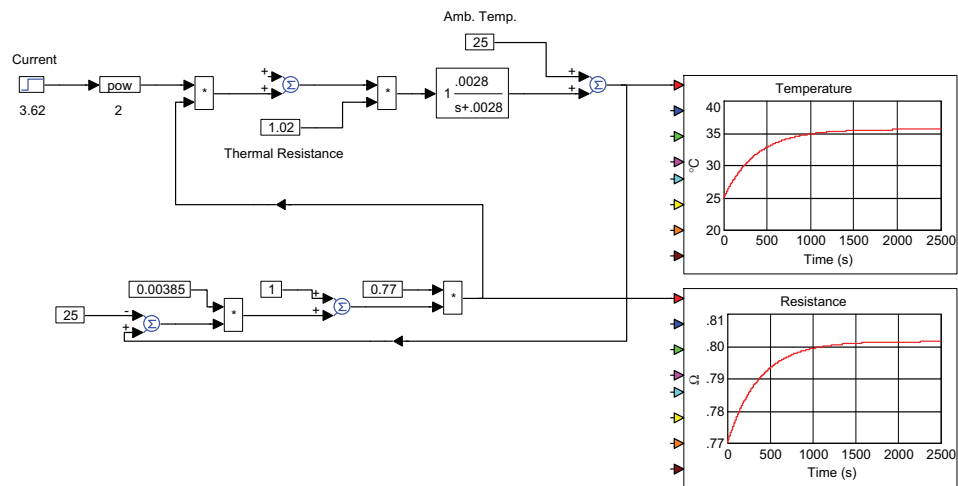 Amb. Temp.
25
+
+
Σ
Current
3.62
pow
2
*
+
+
Σ
*
1.02
Thermal Resistance
1
.0028
s+.0028
Temperature
40
35
30
25
20
°C
0 500 1000 1500 2000 2500
Time (s)
25
-
+
Σ
0.00385
*
1
+
+
Σ
0.77
*
Resistance
.81
.80
.79
.78
.77
Ω
0 500 1000 1500 2000 2500
Time (s)